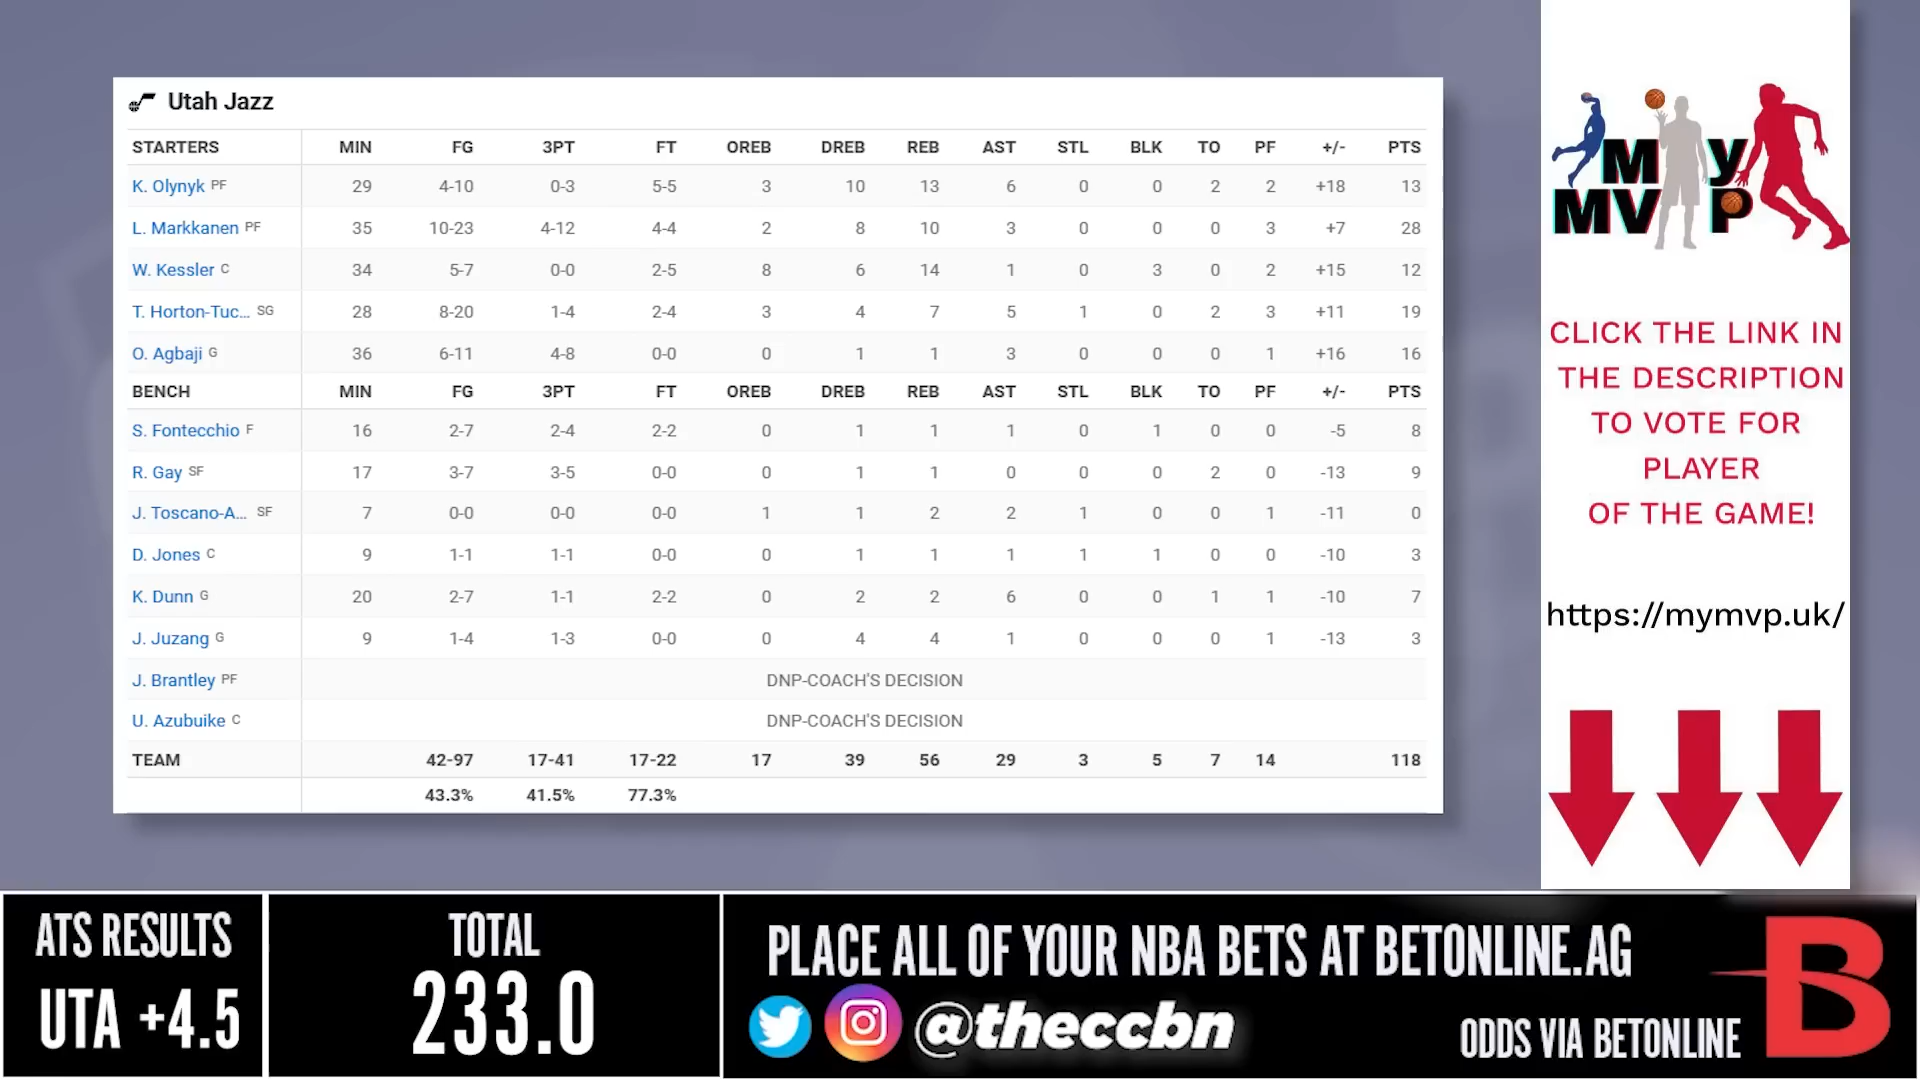 Utah Jazz
STARTERS MIN FG 3PT FT OREB DREB REB AST STL BLK TO PF +/- PTS
K. Olynyk PF 29 4-10 0-3 5-5 3 10 13 6 0 0 2 2 +18 13
L. Markkanen PF 35 10-23 4-12 4-4 2 8 10 3 0 0 0 3 +7 28
W. Kessler C 34 5-7 0-0 2-5 8 6 14 1 0 3 0 2 +15 12
T. Horton-Tuc... SG 28 8-20 1-4 2-4 3 4 7 5 1 0 2 3 +11 19
O. Agbaji G 36 6-11 4-8 0-0 0 1 1 3 0 0 0 1 +16 16
BENCH MIN FG 3PT FT OREB DREB REB AST STL BLK TO PF +/- PTS
S. Fontecchio F 16 2-7 2-4 2-2 0 1 1 1 0 1 0 0 -5 8
R. Gay SF 17 3-7 3-5 0-0 0 1 1 0 0 0 2 0 -13 9
J. Toscano-A... SF 7 0-0 0-0 0-0 1 1 2 2 1 0 0 1 -11 0
D. Jones C 9 1-1 1-1 0-0 0 1 1 1 1 1 0 0 -10 3
K. Dunn G 20 2-7 1-1 2-2 0 2 2 6 0 0 1 1 -10 7
J. Juzang G 9 1-4 1-3 0-0 0 4 4 1 0 0 0 1 -13 3
J. Brantley PF DNP-COACH'S DECISION
U. Azubuike C DNP-COACH'S DECISION
TEAM 42-97 17-41 17-22 17 39 56 29 3 5 7 14 118
43.3% 41.5% 77.3%
My
MVP
CLICK THE LINK IN
THE DESCRIPTION
TO VOTE FOR
PLAYER
OF THE GAME!
https://mymvp.uk/
ATS RESULTS
UTA +4.5
TOTAL
233.0
PLACE ALL OF YOUR NBA BETS AT BETONLINE.AG
@theccbn
ODDS VIA BETONLINE
B